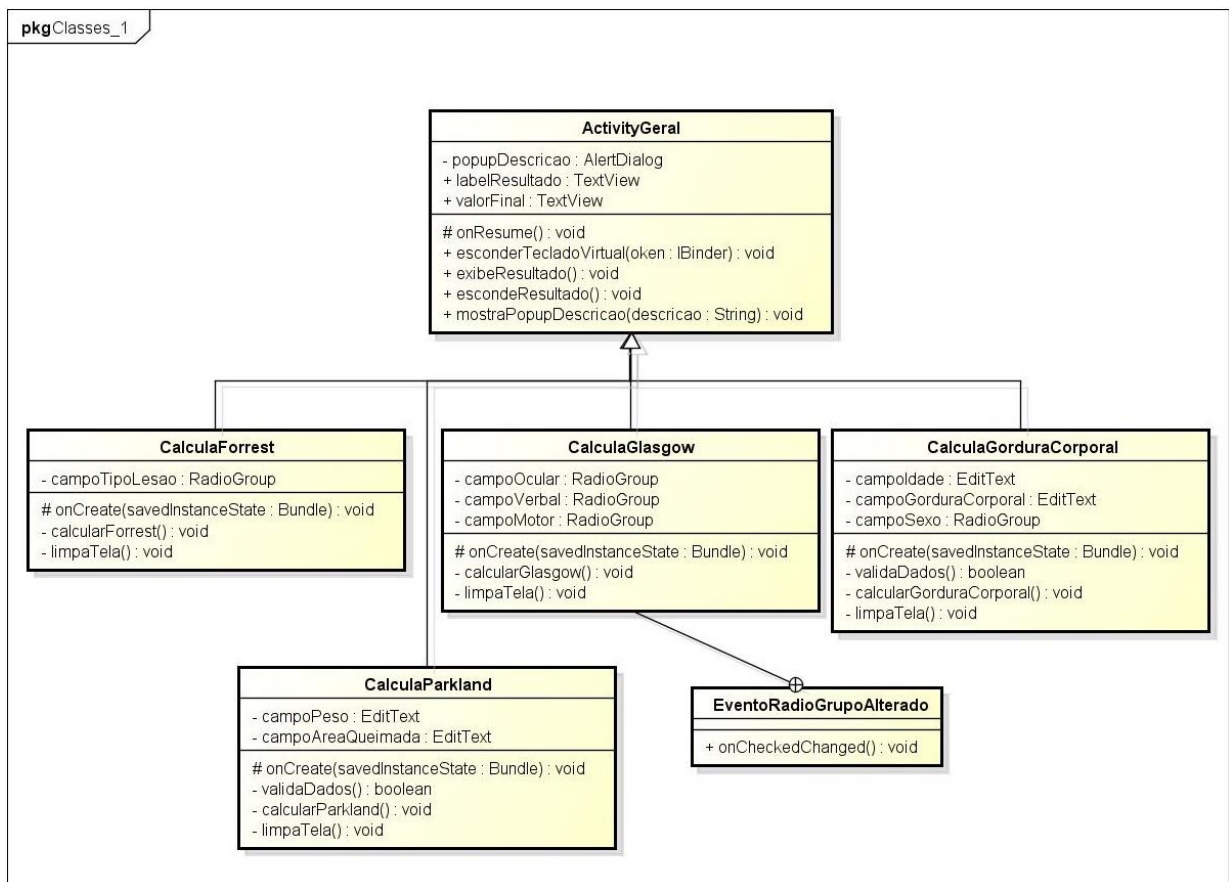 pkgClasses_1
ActivityGeral
- popupDescricao : AlertDialog
+ labelResultado : TextView
+ valorFinal : TextView
# onResume() : void
+ esconderTecladoVirtual(oken : IBinder) : void
+ exibeResultado() : void
+ escondeResultado() : void
+ mostraPopupDescricao(descricao : String) : void
CalculaForrest
- campoTipoLesao : RadioGroup
# onCreate(savedInstanceState : Bundle) : void
- calcularForrest() : void
- limpaTela() : void
CalculaGlasgow
- campoOcular : RadioGroup
- campoVerbal : RadioGroup
- campoMotor : RadioGroup
# onCreate(savedInstanceState : Bundle) : void
- calcularGlasgow() : void
- limpaTela() : void
CalculaGorduraCorporal
- campoIdade : EditText
- campoGorduraCorporal : EditText
- campoSexo : RadioGroup
# onCreate(savedInstanceState : Bundle) : void
- validaDados() : boolean
- calcularGorduraCorporal() : void
- limpaTela() : void
CalculaParkland
- campoPeso : EditText
- campoAreaQueimada : EditText
# onCreate(savedInstanceState : Bundle) : void
- validaDados() : boolean
- calcularParkland() : void
- limpaTela() : void
EventoRadioGrupoAlterado
+ onCheckedChanged() : void